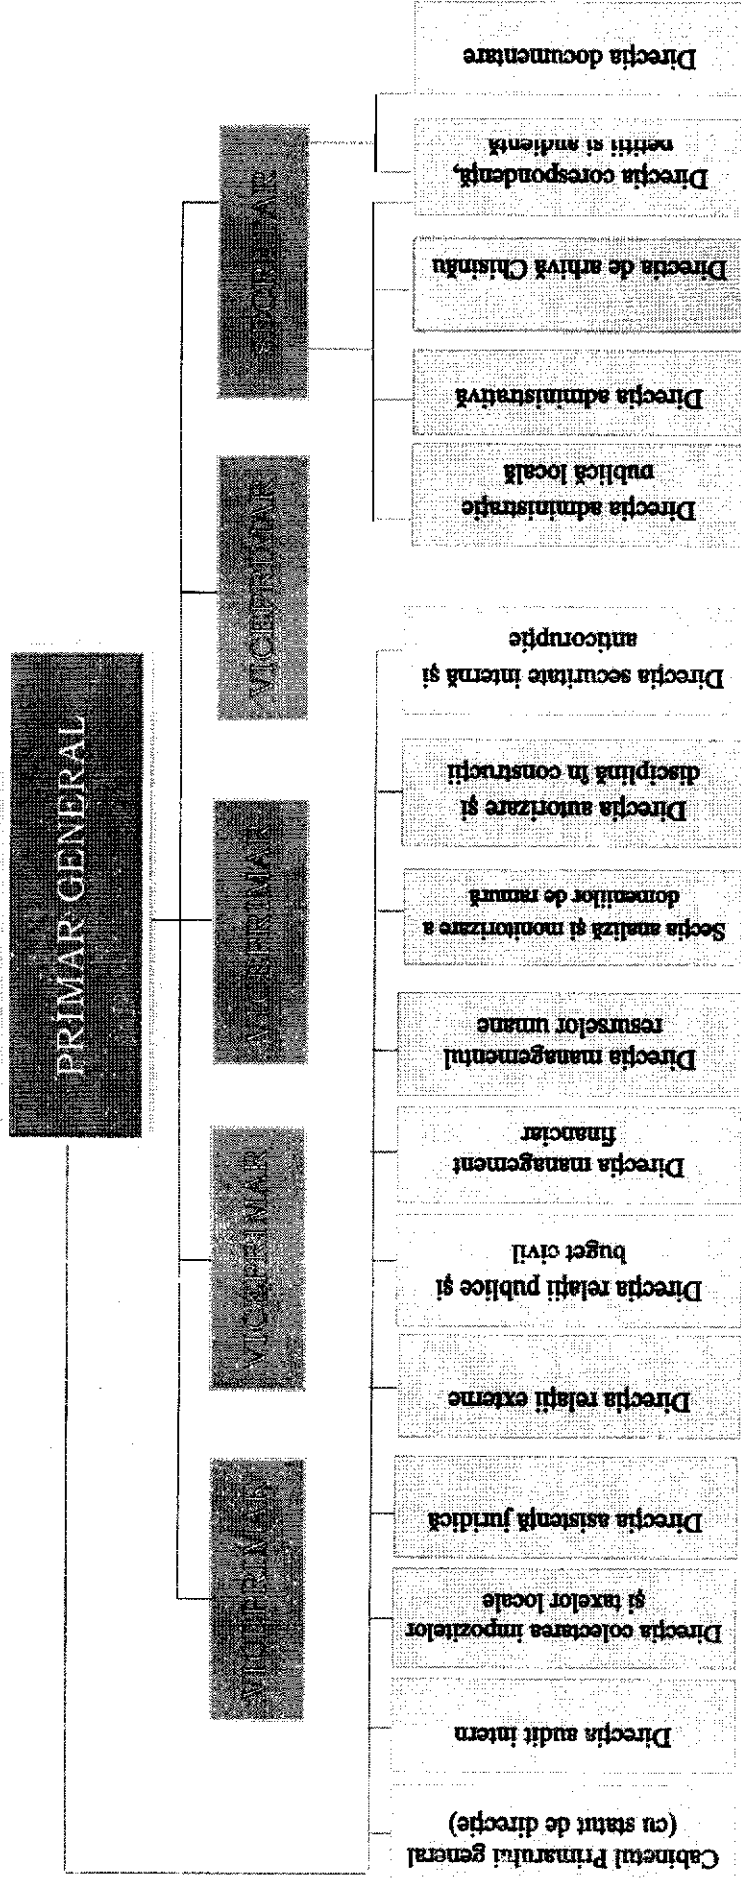 PRIMAR GENERAL
VICEPRIMAR
VICEPRIMAR
VICEPRIMAR
VICEPRIMAR
SECRETAR
Cabinetul Primarului general
(cu statut de direcție)
Direcția audit intern
Direcția colectarea impozitelor
și taxelor locale
Direcția asistență juridică
Direcția relații externe
Direcția relații publice și
buget civil
Direcția management
financiar
Direcția managementul
resurselor umane
Secția analiză și monitorizare a
domeniilor de ramură
Direcția autorizare și
disciplină în construcții
Direcția securitate internă și
anticorupție
Direcția administrație
publică locală
Direcția administrativă
Direcția de arhivă Chișinău
Direcția corespondență,
petiții și audiență
Direcția documentare